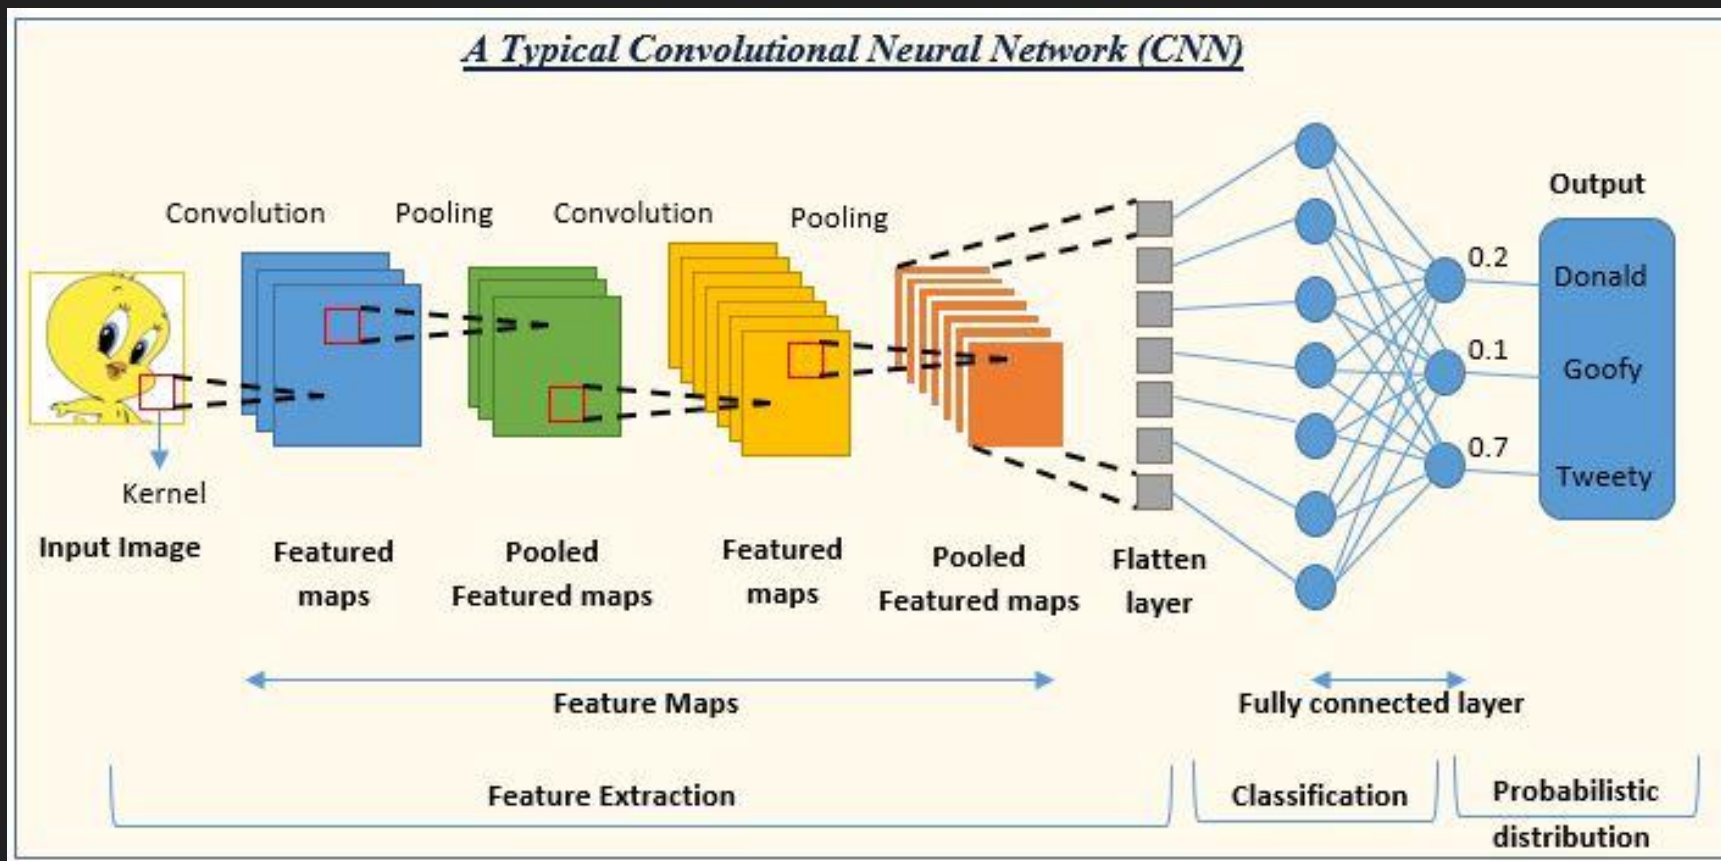 A Typical Convolutional Neural Network (CNN)
Convolution
Pooling
Convolution
Pooling
Output
0.2
Donald
0.1
Goofy
0.7
Tweety
Kernel
Input Image
Featured
maps
Pooled
Featured maps
Featured
maps
Pooled
Featured maps
Flatten
layer
Feature Maps
Fully connected layer
Feature Extraction
Classification
Probabilistic
distribution